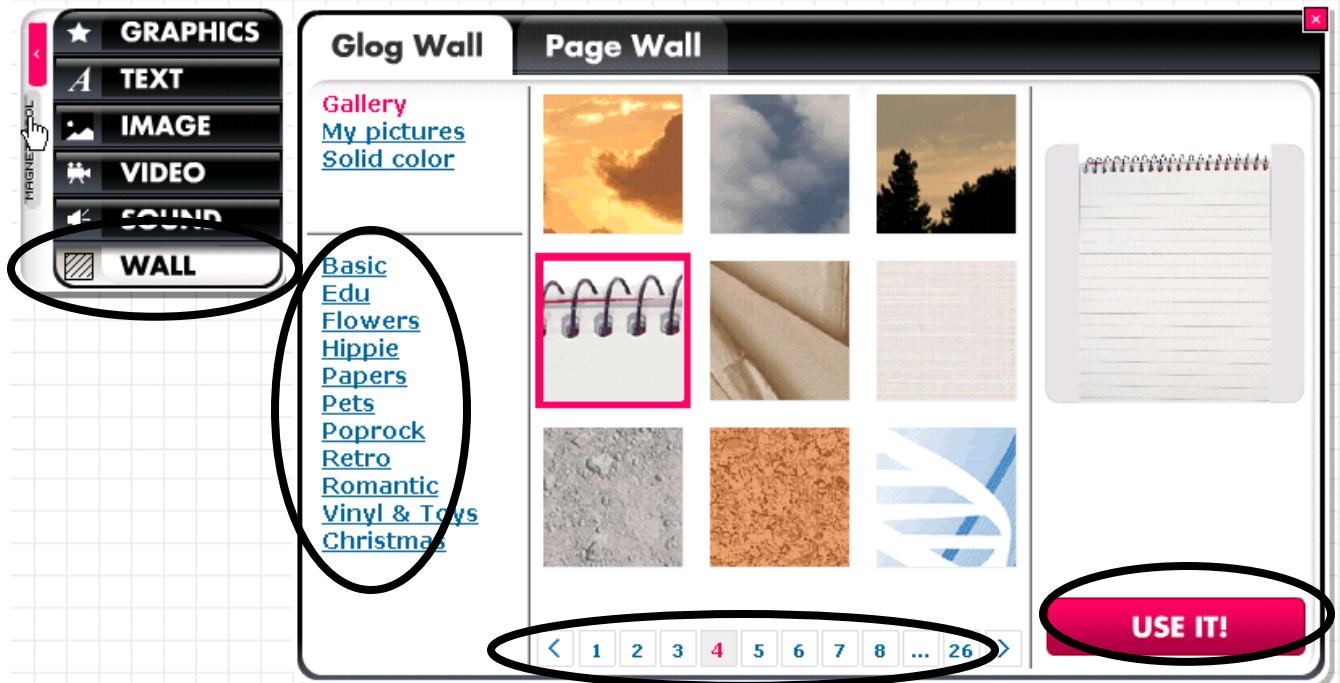 GRAPHICS
TEXT
IMAGE
VIDEO
SOUND
WALL
Glog Wall
Page Wall
Gallery
My pictures
Solid color
Basic
Edu
Flowers
Hippie
Papers
Pets
Poprock
Retro
Romantic
Vinyl & Toys
Christmas
< 1 2 3 4 5 6 7 8 ... 26 >
USE IT!